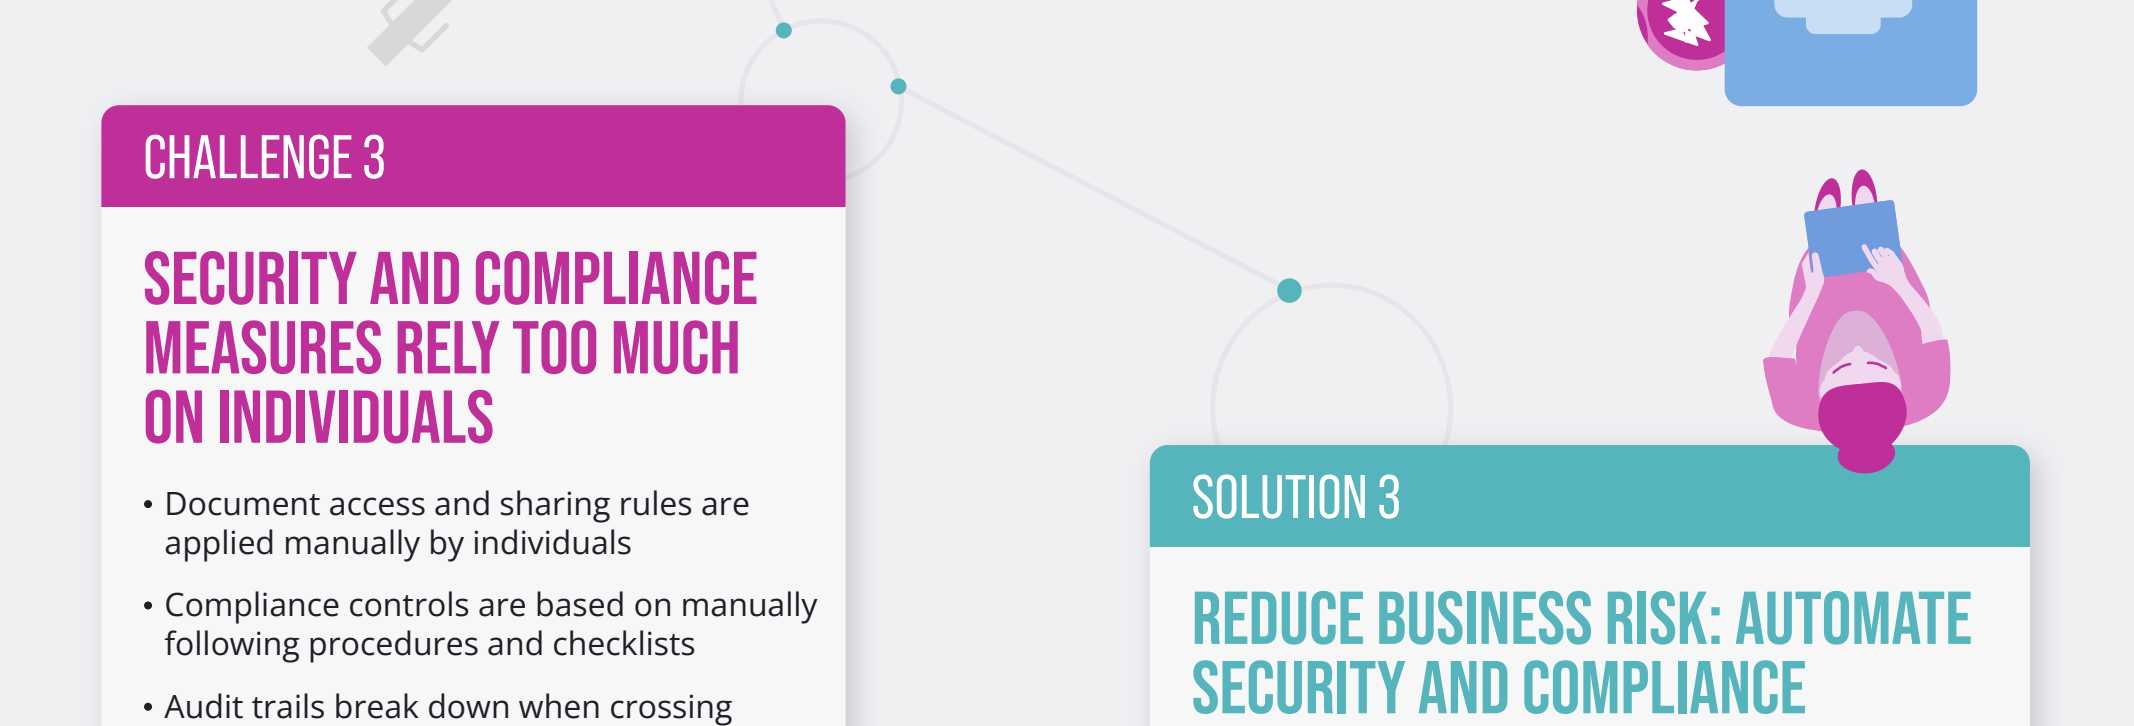 CHALLENGE 3
SECURITY AND COMPLIANCE
MEASURES RELY TOO MUCH
ON INDIVIDUALS
• Document access and sharing rules are
applied manually by individuals
• Compliance controls are based on manually
following procedures and checklists
• Audit trails break down when crossing
SOLUTION 3
REDUCE BUSINESS RISK: AUTOMATE
SECURITY AND COMPLIANCE